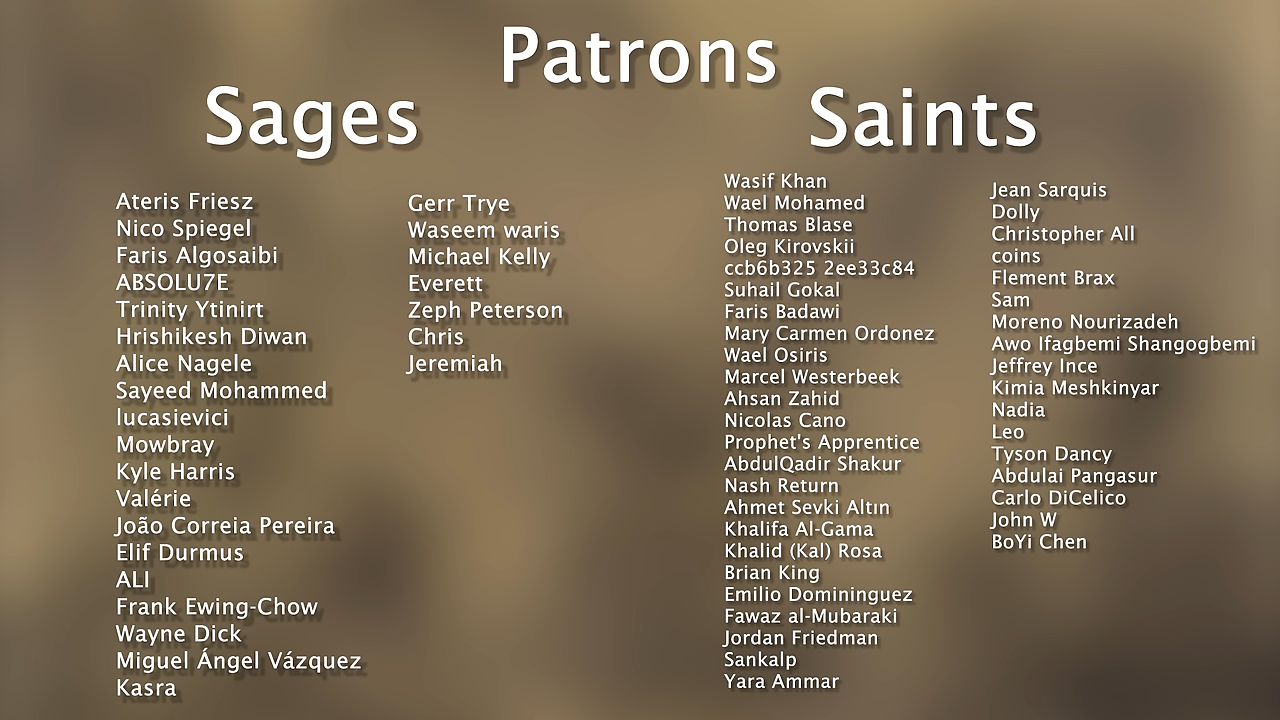 Patrons
Sages
Ateris Friesz
Nico Spiegel
Faris Algosaibi
ABSOLU7E
Trinity Ytinirt
Hrishikesh Diwan
Alice Nagele
Sayeed Mohammed
lucasievici
Mowbray
Kyle Harris
Valérie
João Correia Pereira
Elif Durmus
ALI
Frank Ewing-Chow
Wayne Dick
Miguel Ángel Vázquez
Kasra
Gerr Trye
Waseem waris
Michael Kelly
Everett
Zeph Peterson
Chris
Jeremiah
Saints
Wasif Khan
Wael Mohamed
Thomas Blase
Oleg Kirovskii
ccb6b325 2ee33c84
Suhail Gokal
Faris Badawi
Mary Carmen Ordonez
Wael Osiris
Marcel Westerbeek
Ahsan Zahid
Nicolas Cano
Prophet's Apprentice
AbdulQadir Shakur
Nash Return
Ahmet Sevki Altın
Khalifa Al-Gama
Khalid (Kal) Rosa
Brian King
Emilio Domininguez
Fawaz al-Mubaraki
Jordan Friedman
Sankalp
Yara Ammar
Jean Sarquis
Dolly
Christopher All
coins
Flement Brax
Sam
Moreno Nourizadeh
Awo Ifagbemi Shangogbemi
Jeffrey Ince
Kimia Meshkinyar
Nadia
Leo
Tyson Dancy
Abdulai Pangasur
Carlo DiCelico
John W
BoYi Chen